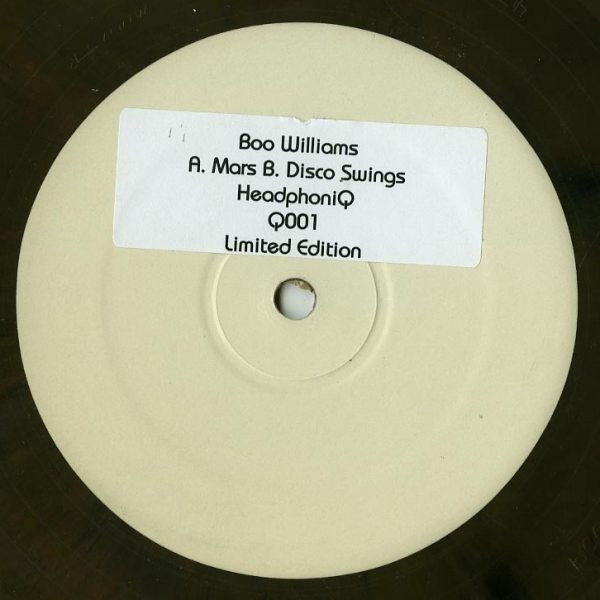 Boo Williams
A. Mars B. Disco Swings
HeadphoniQ
Q001
Limited Edition